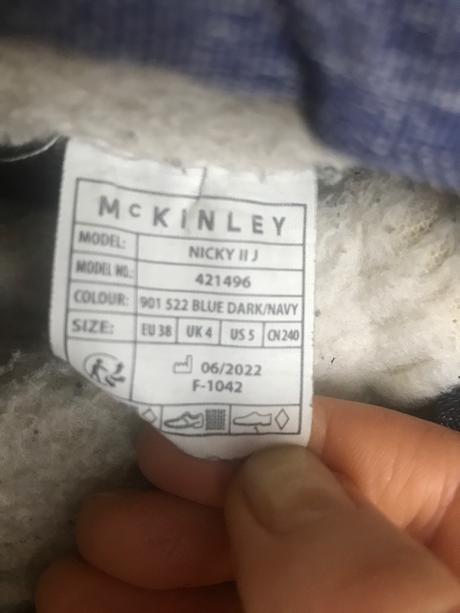 McKINLEY
MODEL: NICKY II J
MODEL NO.: 421496
COLOUR: 901 522 BLUE DARK/NAVY
SIZE: EU 38 UK 4 US 5 CN 240
06/2022
F-1042